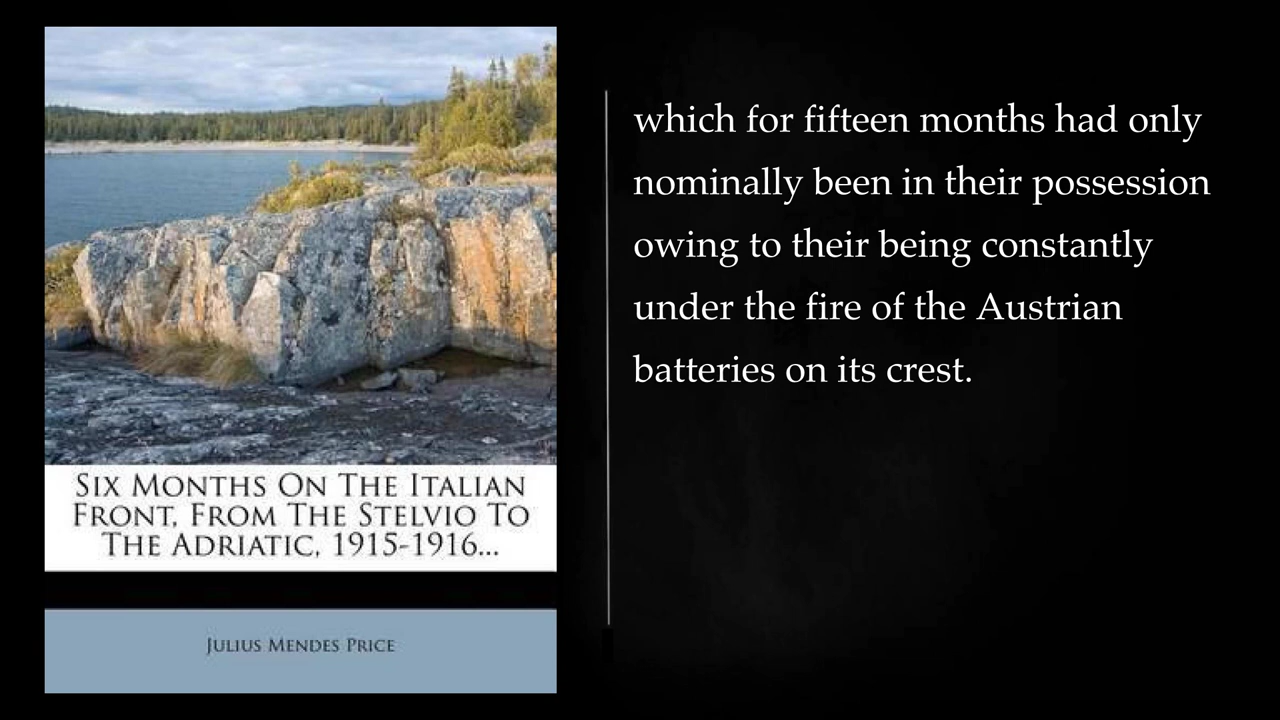 which for fifteen months had only
nominally been in their possession
owing to their being constantly
under the fire of the Austrian
batteries on its crest.
Six Months On The Italian
Front, From The Stelvio To
The Adriatic, 1915-1916...
Julius Mendes Price